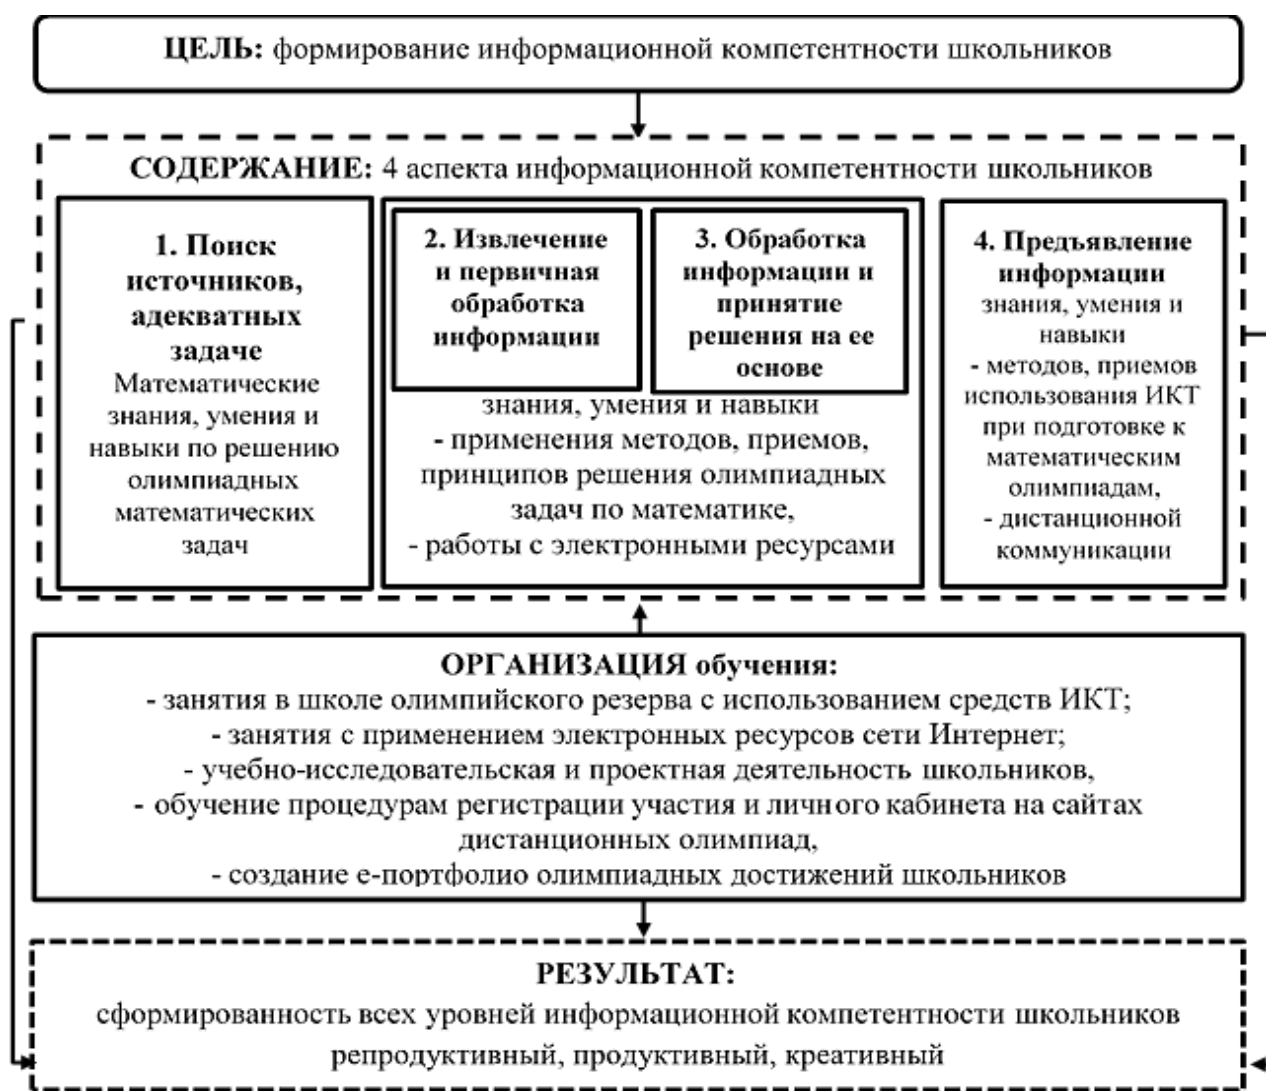 ЦЕЛЬ: формирование информационной компетентности школьников
СОДЕРЖАНИЕ: 4 аспекта информационной компетентности школьников
1. Поиск
источников,
адекватных
задаче
Математические
знания, умения и
навыки по решению
олимпиадных
математических
задач
2. Извлечение
и первичная
обработка
информации
3. Обработка
информации и
принятие
решения на ее
основе
знания, умения и навыки
- применения методов, приемов,
принципов решения олимпиадных
задач по математике,
- работы с электронными ресурсами
4. Предъявление
информации
знания, умения и
навыки
- методов, приемов
использования ИКТ
при подготовке к
математическим
олимпиадам,
- дистанционной
коммуникации
ОРГАНИЗАЦИЯ обучения:
- занятия в школе олимпийского резерва с использованием средств ИКТ;
- занятия с применением электронных ресурсов сети Интернет;
- учебно-исследовательская и проектная деятельность школьников,
- обучение процедурам регистрации участия и личного кабинета на сайтах
дистанционных олимпиад,
- создание е-портфолио олимпиадных достижений школьников
РЕЗУЛЬТАТ:
сформированность всех уровней информационной компетентности школьников
репродуктивный, продуктивный, креативный